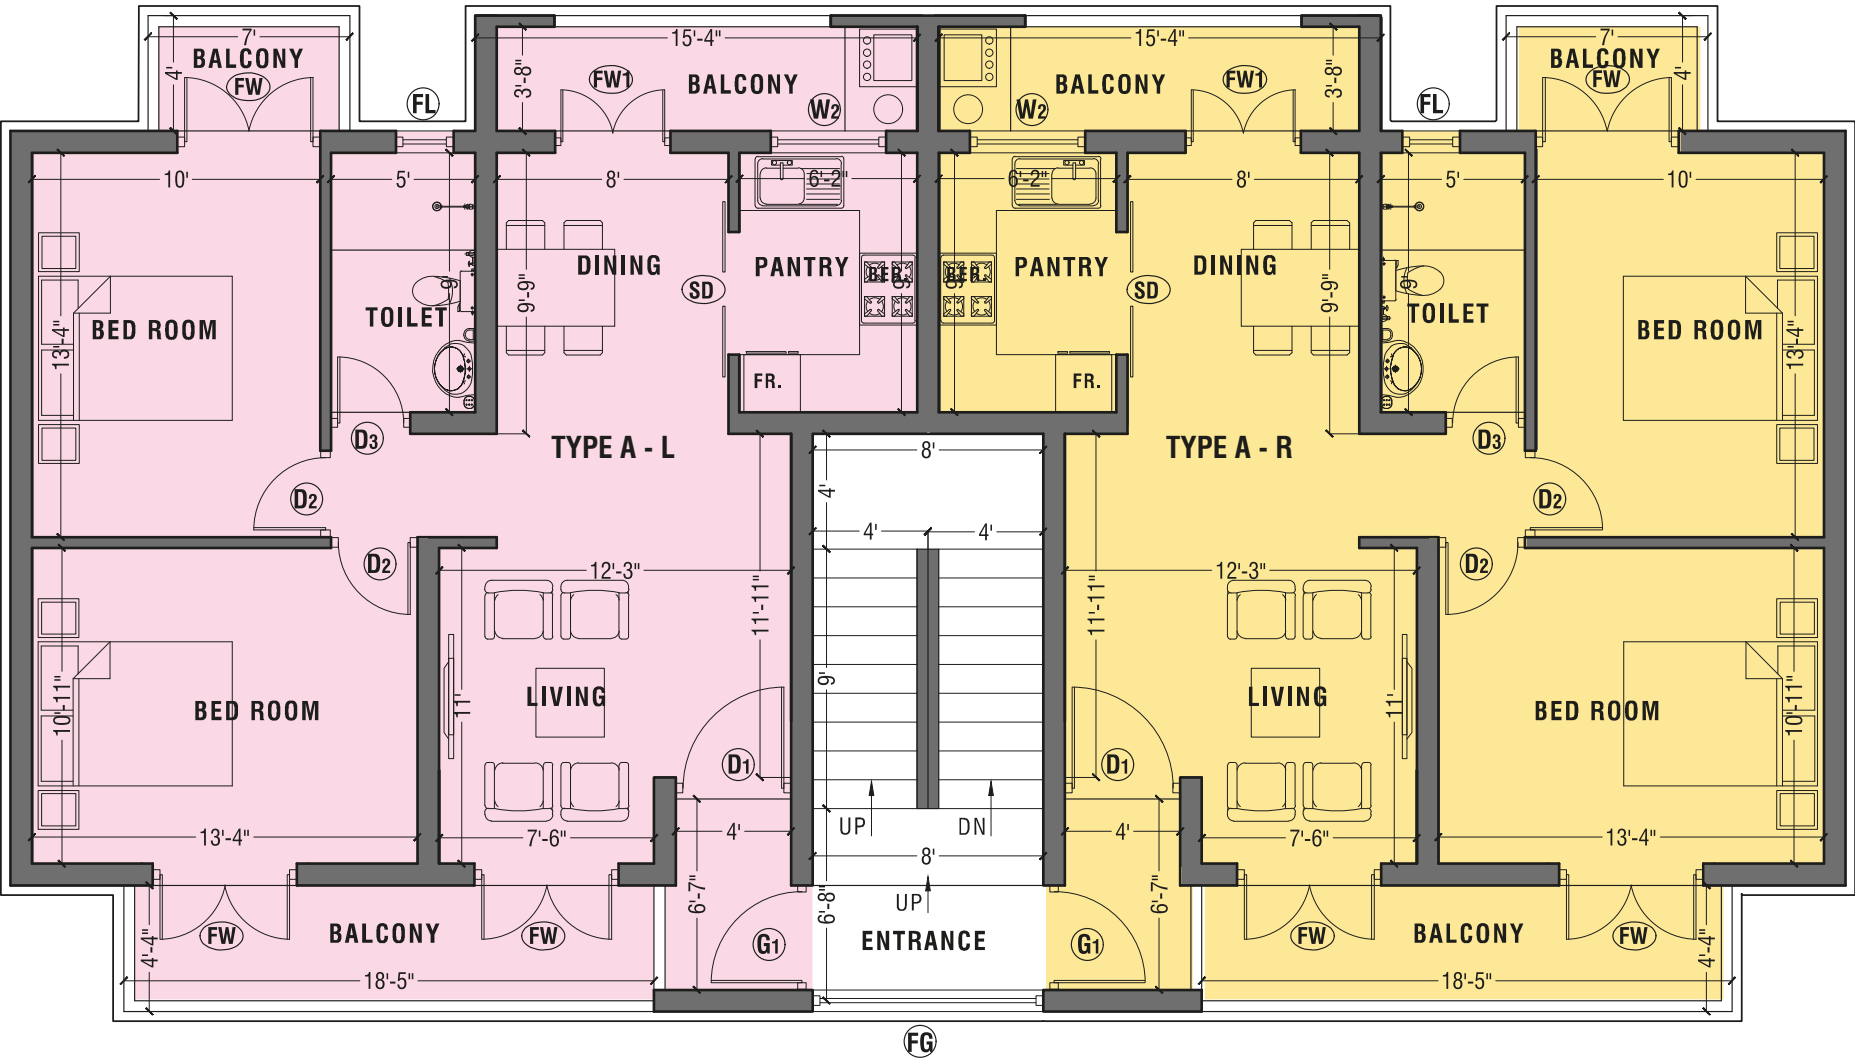 7'
BALCONY
FW
4'
FL
15'-4"
3'-8"
FW1
BALCONY
W2
15'-4"
BALCONY
FW1
3'-8"
W2
FL
7'
BALCONY
FW
4'
10'
5'
8'
6'-2"
6'-2"
8'
5'
10'
BED ROOM
13'-4"
TOILET
9'
DINING
9'-9"
SD
PANTRY
9'
FR.
PANTRY
9'
FR.
SD
DINING
9'-9"
TOILET
9'
BED ROOM
13'-4"
D3
D2
D2
TYPE A - L
8'
4'
4'
4'
TYPE A - R
D3
D2
D2
12'-3"
11'-11"
12'-3"
11'-11"
BED ROOM
10'-11"
13'-4"
LIVING
11'
7'-6"
D1
4'
9'
UP
DN
8'
D1
4'
LIVING
11'
7'-6"
BED ROOM
10'-11"
13'-4"
FW
BALCONY
FW
4'-4"
18'-5"
6'-7"
G1
6'-8"
UP
ENTRANCE
G1
6'-7"
FW
BALCONY
FW
4'-4"
18'-5"
FG